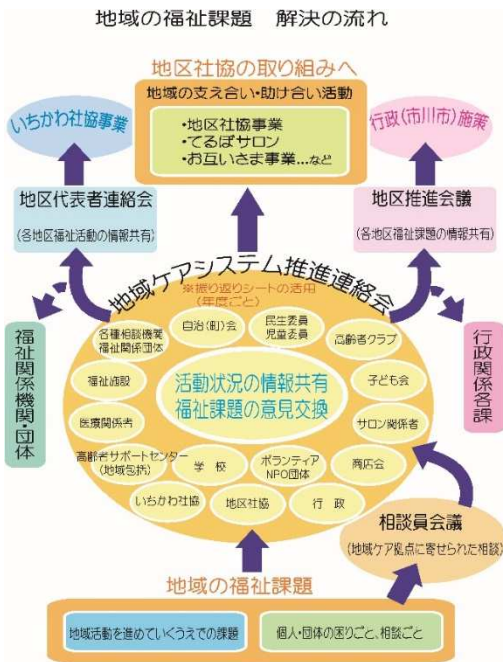 地域の福祉課題 解決の流れ
地区社協の取り組みへ
地域の支え合い・助け合い活動
・地区社協事業
・てるぼサロン
・お互いさま事業…など
いちかわ社協事業
行政(市川市)施策
地区代表者連絡会
(各地区福祉活動の情報共有)
地区推進会議
(各地区福祉課題の情報共有)
地域ケアシステム推進連絡会
※振り返りシートの活用
(年度ごと)
福祉関係機関・団体
行政関係各課
各種相談機関
福祉関係団体
自治(町)会
民生委員
児童委員
高齢者クラブ
福祉施設
子ども会
活動状況の情報共有
福祉課題の意見交換
医療関係者
サロン関係者
高齢者サポートセンター
(地域包括)
学校
ボランティア
NPO団体
商店会
いちかわ社協
地区社協
行政
相談員会議
(地域ケア拠点に寄せられた相談)
地域の福祉課題
地域活動を進めていくうえでの課題
個人・団体の困りごと、相談ごと